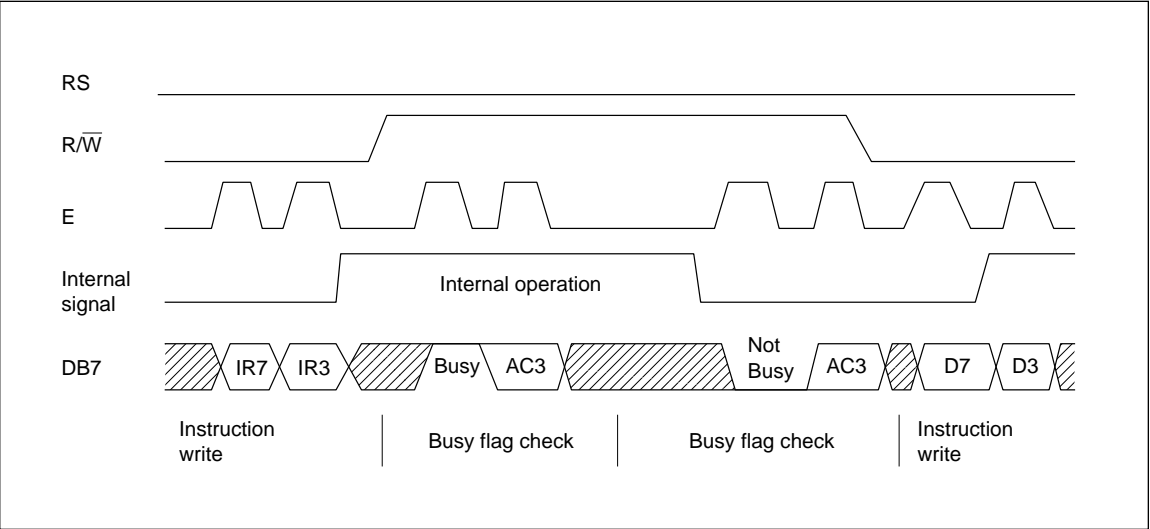 RS
R/W̅
E
Internal
signal
Internal operation
DB7
IR7
IR3
Busy
AC3
Not
Busy
AC3
D7
D3
Instruction
write
Busy flag check
Busy flag check
Instruction
write